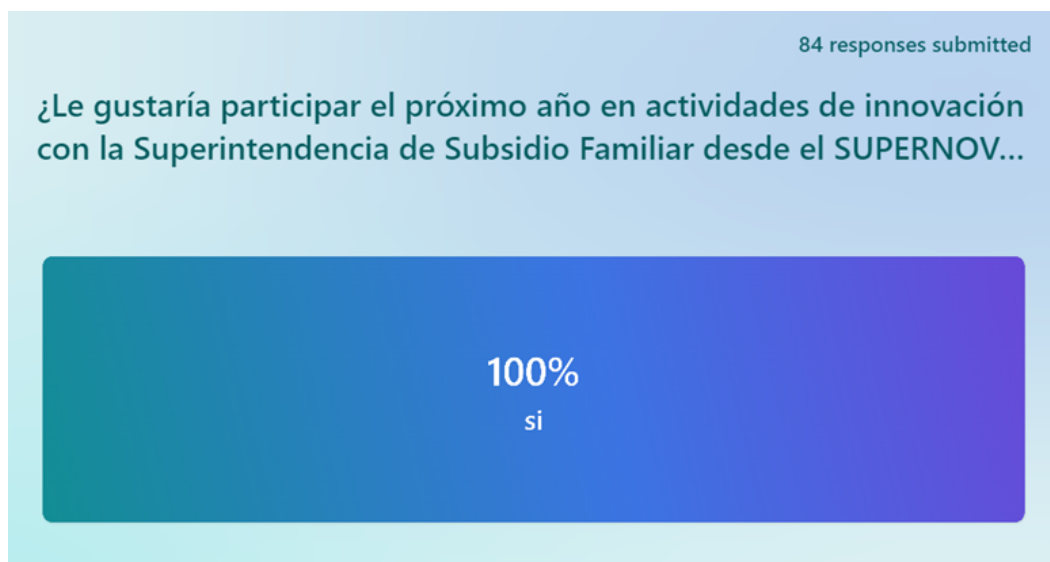 84 responses submitted
¿Le gustaría participar el próximo año en actividades de innovación
con la Superintendencia de Subsidio Familiar desde el SUPERNOV...
100%
si